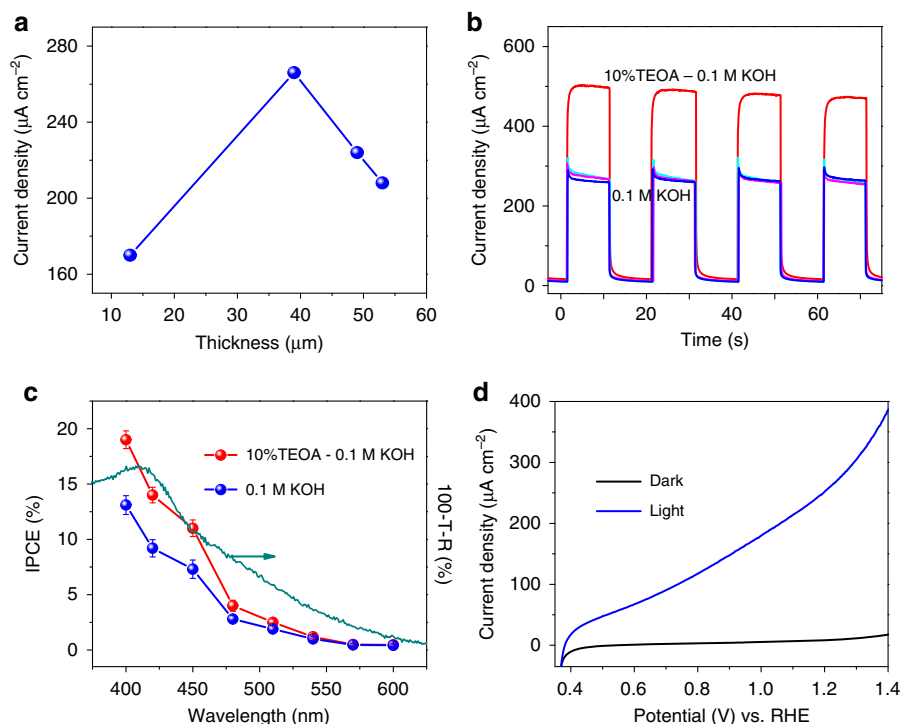 a
Current density (μA cm⁻²)
280
240
200
160
10 20 30 40 50 60
Thickness (μm)
b
Current density (μA cm⁻²)
600
400
200
0
10%TEOA – 0.1 M KOH
0.1 M KOH
0 20 40 60
Time (s)
c
IPCE (%)
20
15
10
5
0
10%TEOA - 0.1 M KOH
0.1 M KOH
100-T-R (%)
400 450 500 550 600
Wavelength (nm)
d
Current density (μA cm⁻²)
400
300
200
100
0
Dark
Light
0.4 0.6 0.8 1.0 1.2 1.4
Potential (V) vs. RHE